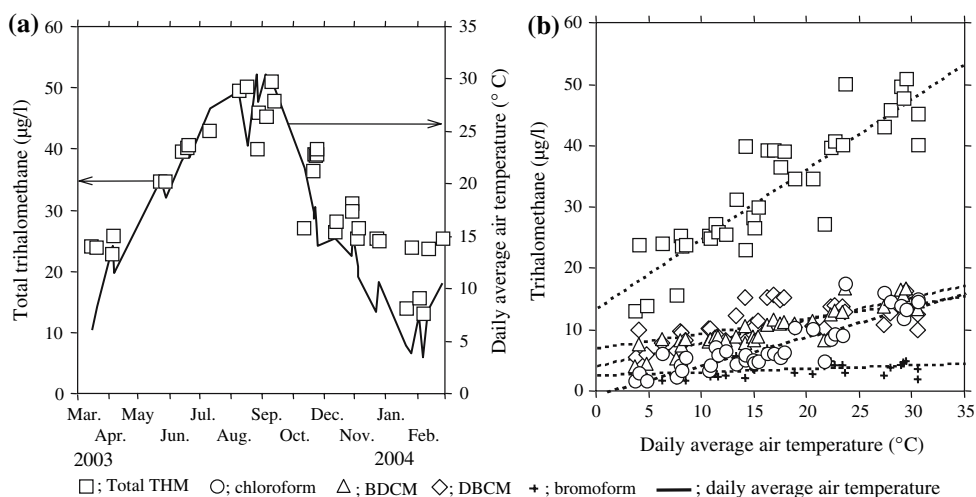 (a)
60
50
40
30
20
10
0
Total trihalomethane (μg/l)
35
30
25
20
15
10
5
0
Daily average air temperature (° C)
Mar. May Jul. Sep. Dec. Jan.
Apr. Jun. Aug. Oct. Nov. Feb.
2003 2004
(b)
60
50
40
30
20
10
0
Trihalomethane (μg/l)
0 5 10 15 20 25 30 35
Daily average air temperature (°C)
; Total THM ; chloroform ; BDCM ; DBCM ; bromoform ; daily average air temperature